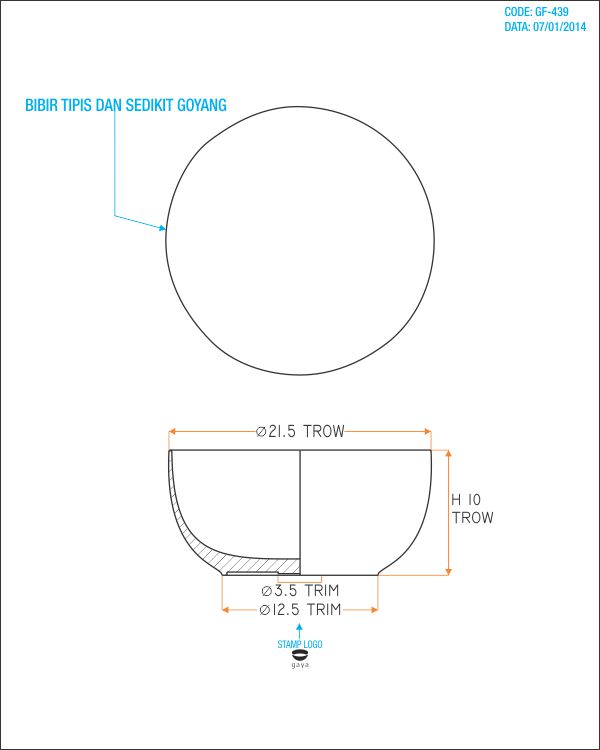 CODE: GF-439
DATA: 07/01/2014
BIBIR TIPIS DAN SEDIKIT GOYANG
⌀21.5 TROW
H 10
TROW
⌀3.5 TRIM
⌀12.5 TRIM
STAMP LOGO
gaya